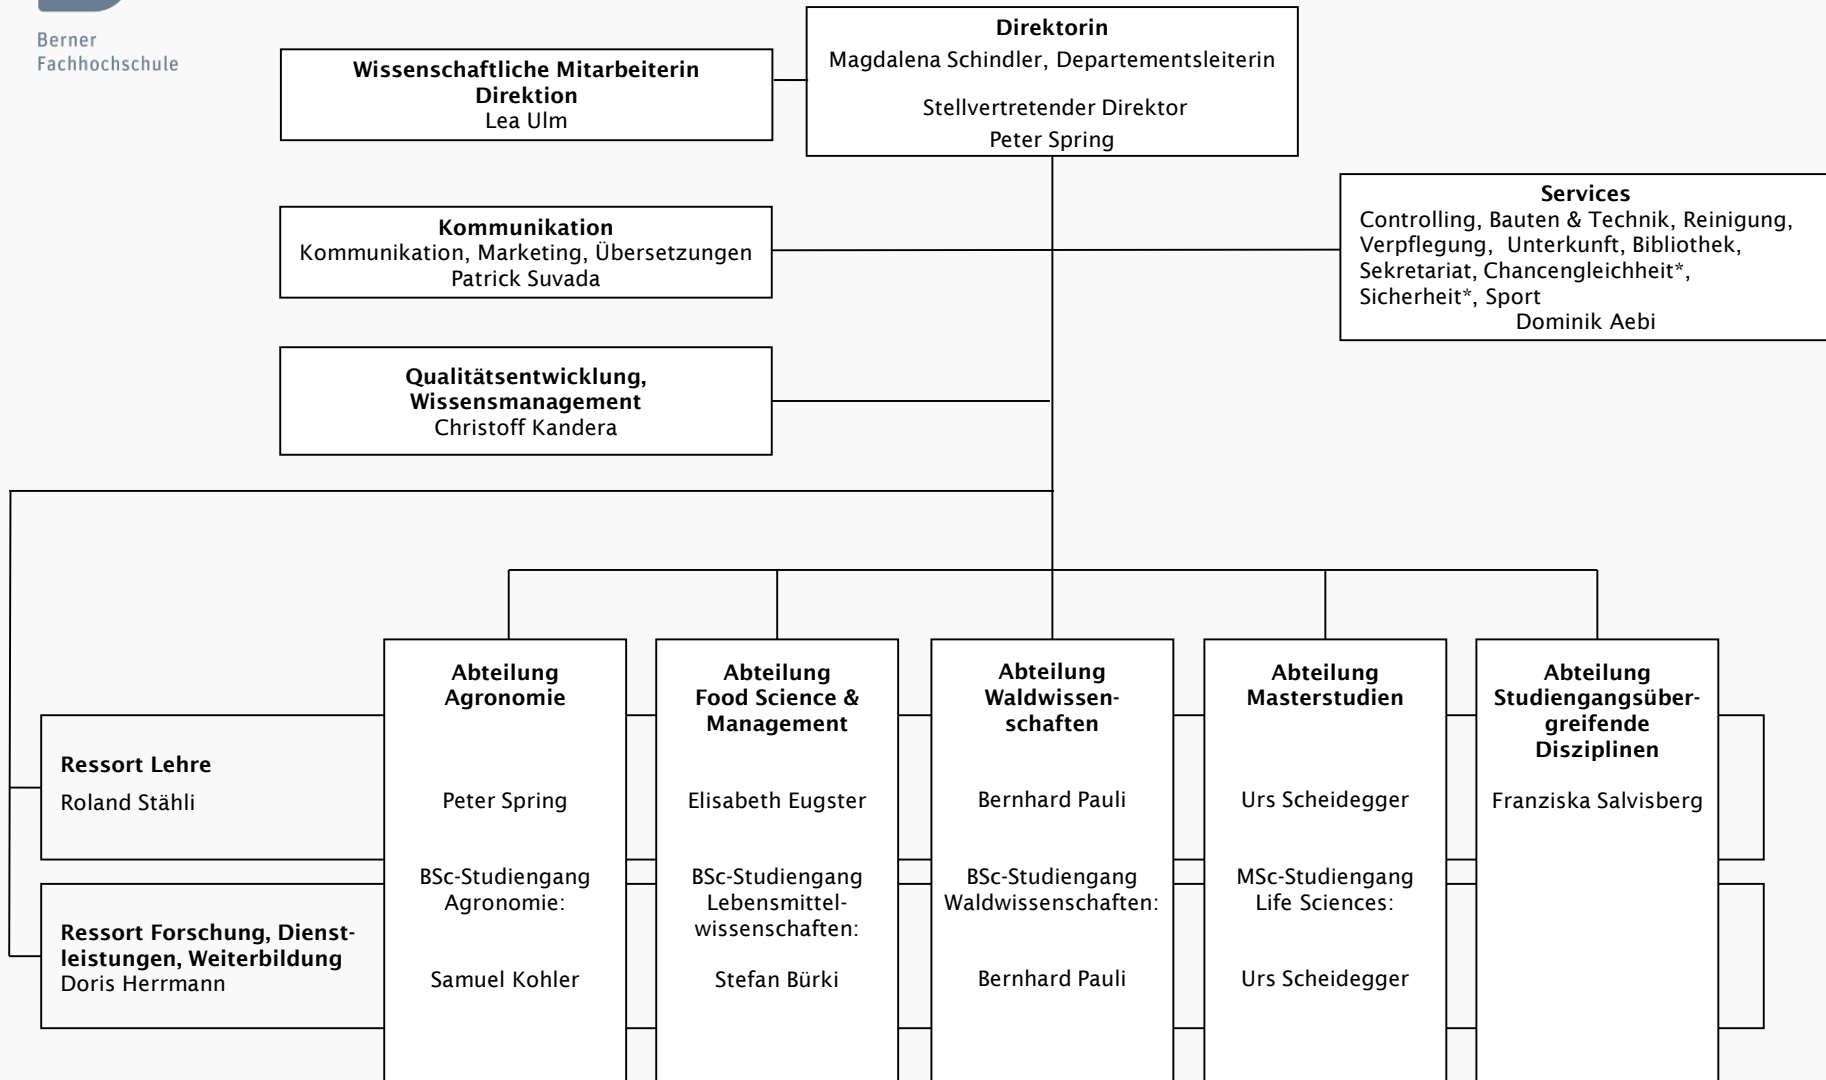 Berner
Fachhochschule
Direktorin
Magdalena Schindler, Departementsleiterin
Stellvertretender Direktor
Peter Spring
Wissenschaftliche Mitarbeiterin
Direktion
Lea Ulm
Kommunikation
Kommunikation, Marketing, Übersetzungen
Patrick Suvada
Services
Controlling, Bauten & Technik, Reinigung,
Verpflegung, Unterkunft, Bibliothek,
Sekretariat, Chancengleichheit*,
Sicherheit*, Sport
Dominik Aebi
Qualitätsentwicklung,
Wissensmanagement
Christoff Kandera
Ressort Lehre
Roland Stähli
Ressort Forschung, Dienst-
leistungen, Weiterbildung
Doris Herrmann
Abteilung
Agronomie
Peter Spring
BSc-Studiengang
Agronomie:
Samuel Kohler
Abteilung
Food Science &
Management
Elisabeth Eugster
BSc-Studiengang
Lebensmittel-
wissenschaften:
Stefan Bürki
Abteilung
Waldwissen-
schaften
Bernhard Pauli
BSc-Studiengang
Waldwissenschaften:
Bernhard Pauli
Abteilung
Masterstudien
Urs Scheidegger
MSc-Studiengang
Life Sciences:
Urs Scheidegger
Abteilung
Studiengangsüber-
greifende
Disziplinen
Franziska Salvisberg